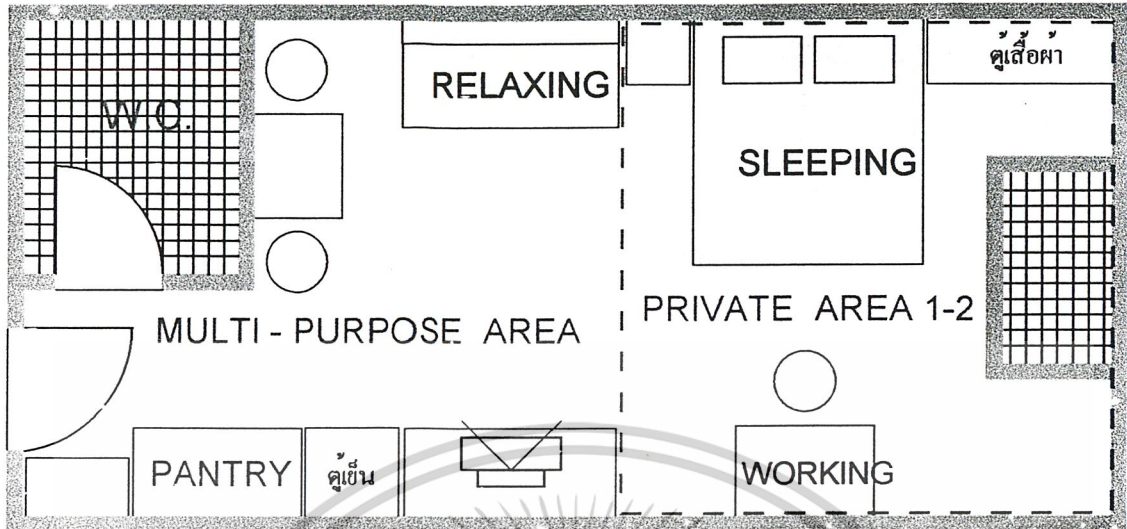 W.C.
RELAXING
ตู้เสื้อผ้า
SLEEPING
MULTI - PURPOSE AREA
PRIVATE AREA 1-2
PANTRY
ตู้เย็น
WORKING